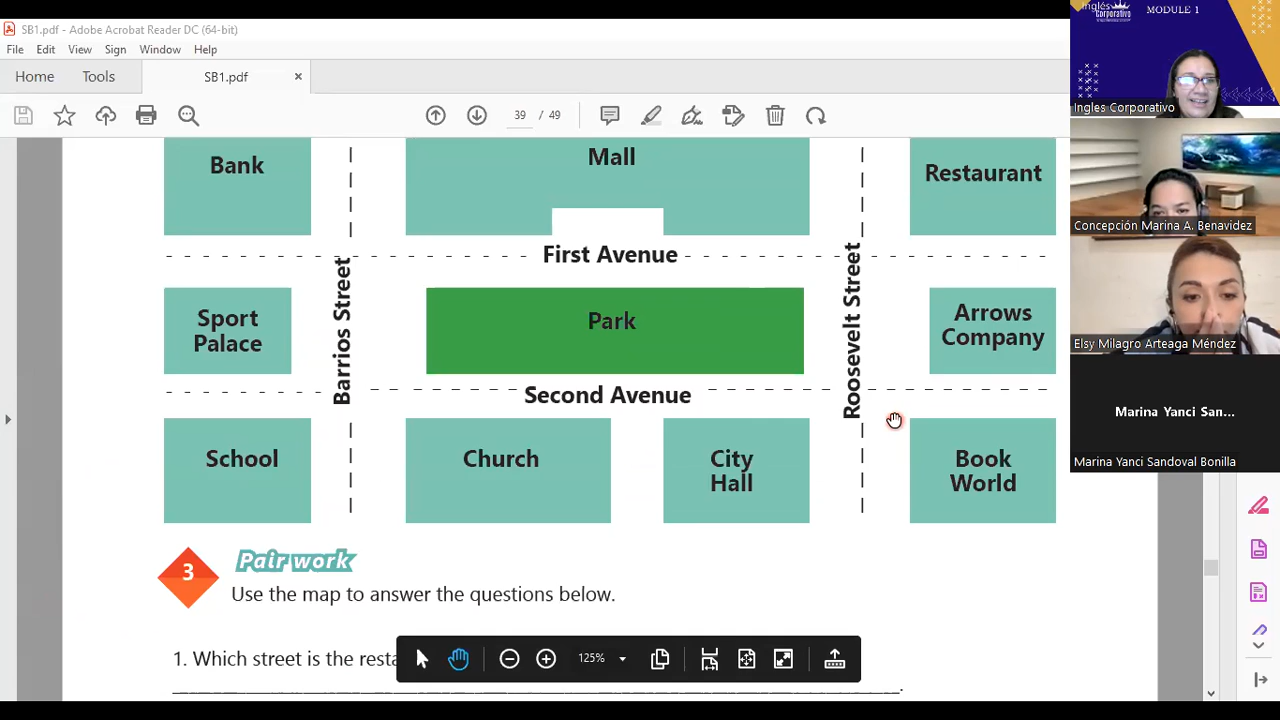 SB1.pdf - Adobe Acrobat Reader DC (64-bit)
File Edit View Window Help
Home Tools SB1.pdf ×
39 / 49
Bank
Mall
Restaurant
First Avenue
Barrios Street
Roosevelt Street
Sport
Palace
Park
Arrows
Company
Second Avenue
School
Church
City
Hall
Book
World
3
Pair work
Use the map to answer the questions below.
1. Which street is the resta
125%
Inglés
Corporativo
MODULE 1
Ingles Corporativo
Concepción Marina A. Benavidez
Elsy Milagro Arteaga Méndez
Marina Yanci San...
Marina Yanci Sandoval Bonilla